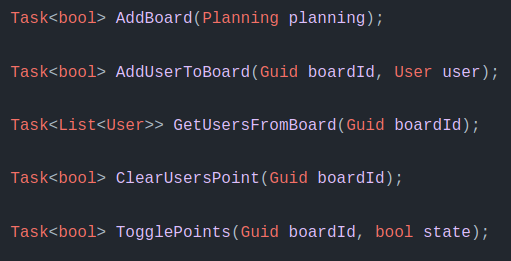 Task<bool> AddBoard(Planning planning);
Task<bool> AddUserToBoard(Guid boardId, User user);
Task<List<User>> GetUsersFromBoard(Guid boardId);
Task<bool> ClearUsersPoint(Guid boardId);
Task<bool> TogglePoints(Guid boardId, bool state);